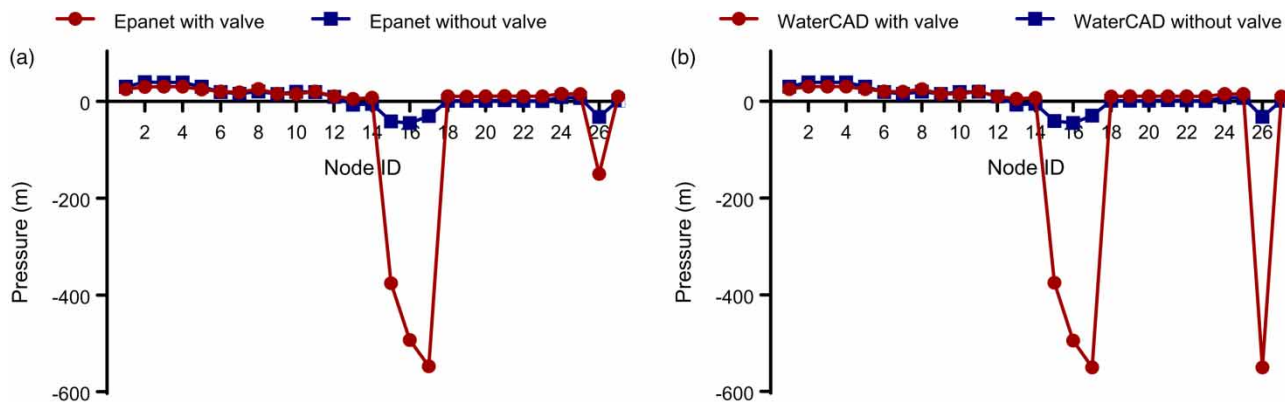 Epanet with valve Epanet without valve
WaterCAD with valve WaterCAD without valve
(a)
0
-200
-400
-600
Pressure (m)
2 4 6 8 10 12 14 16 18 20 22 24 26
Node ID
(b)
0
-200
-400
-600
Pressure (m)
2 4 6 8 10 12 14 16 18 20 22 24 26
Node ID